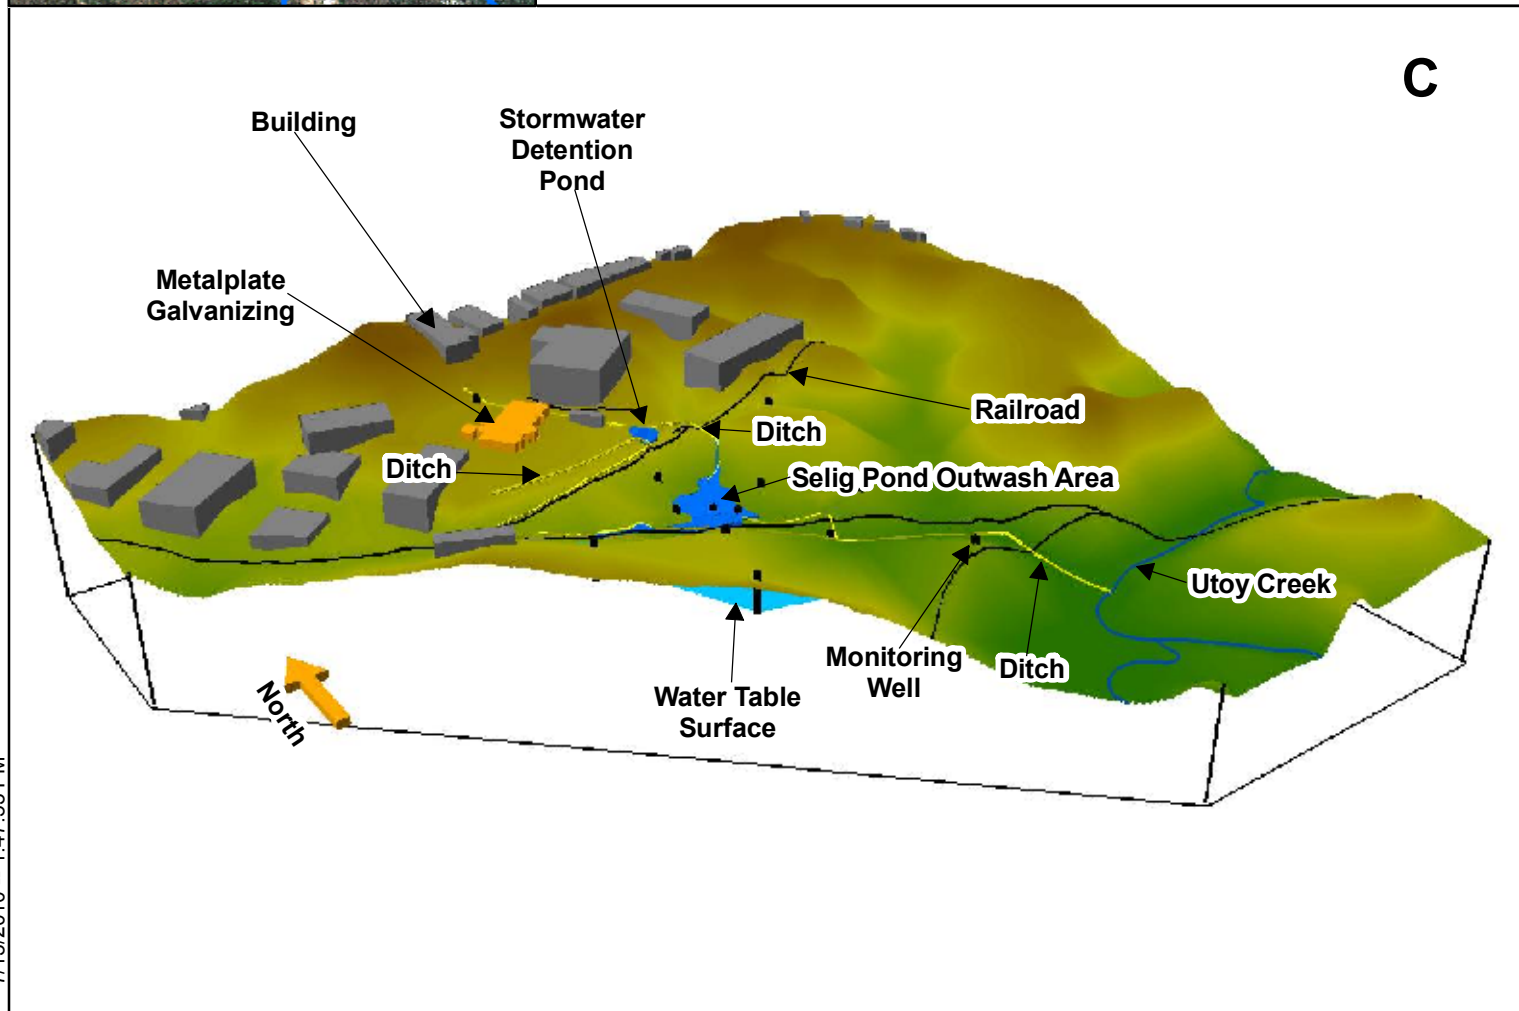 C
Building
Stormwater
Detention
Pond
Metalplate
Galvanizing
Railroad
Ditch
Ditch
Selig Pond Outwash Area
Utoy Creek
Monitoring
Well
Ditch
Water Table
Surface
North